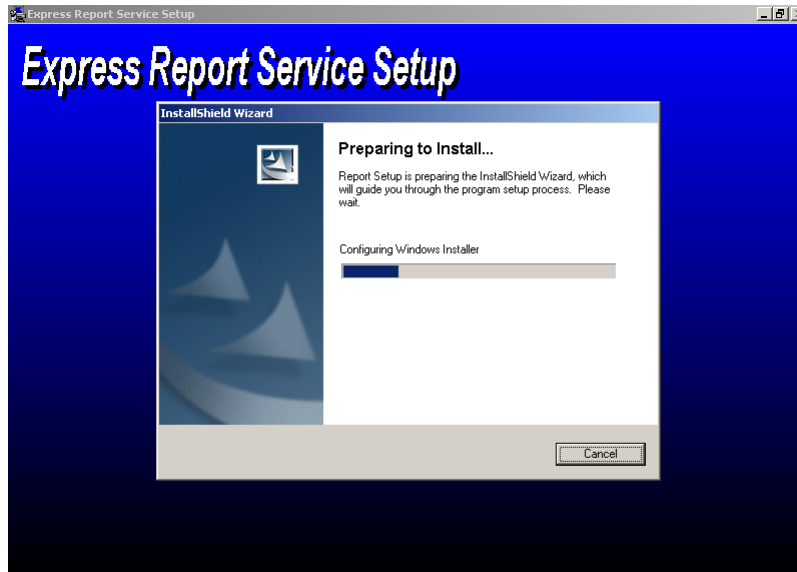 Express Report Service Setup
Express Report Service Setup
InstallShield Wizard
Preparing to Install...
Report Setup is preparing the InstallShield Wizard, which
will guide you through the program setup process. Please
wait.
Configuring Windows Installer
Cancel